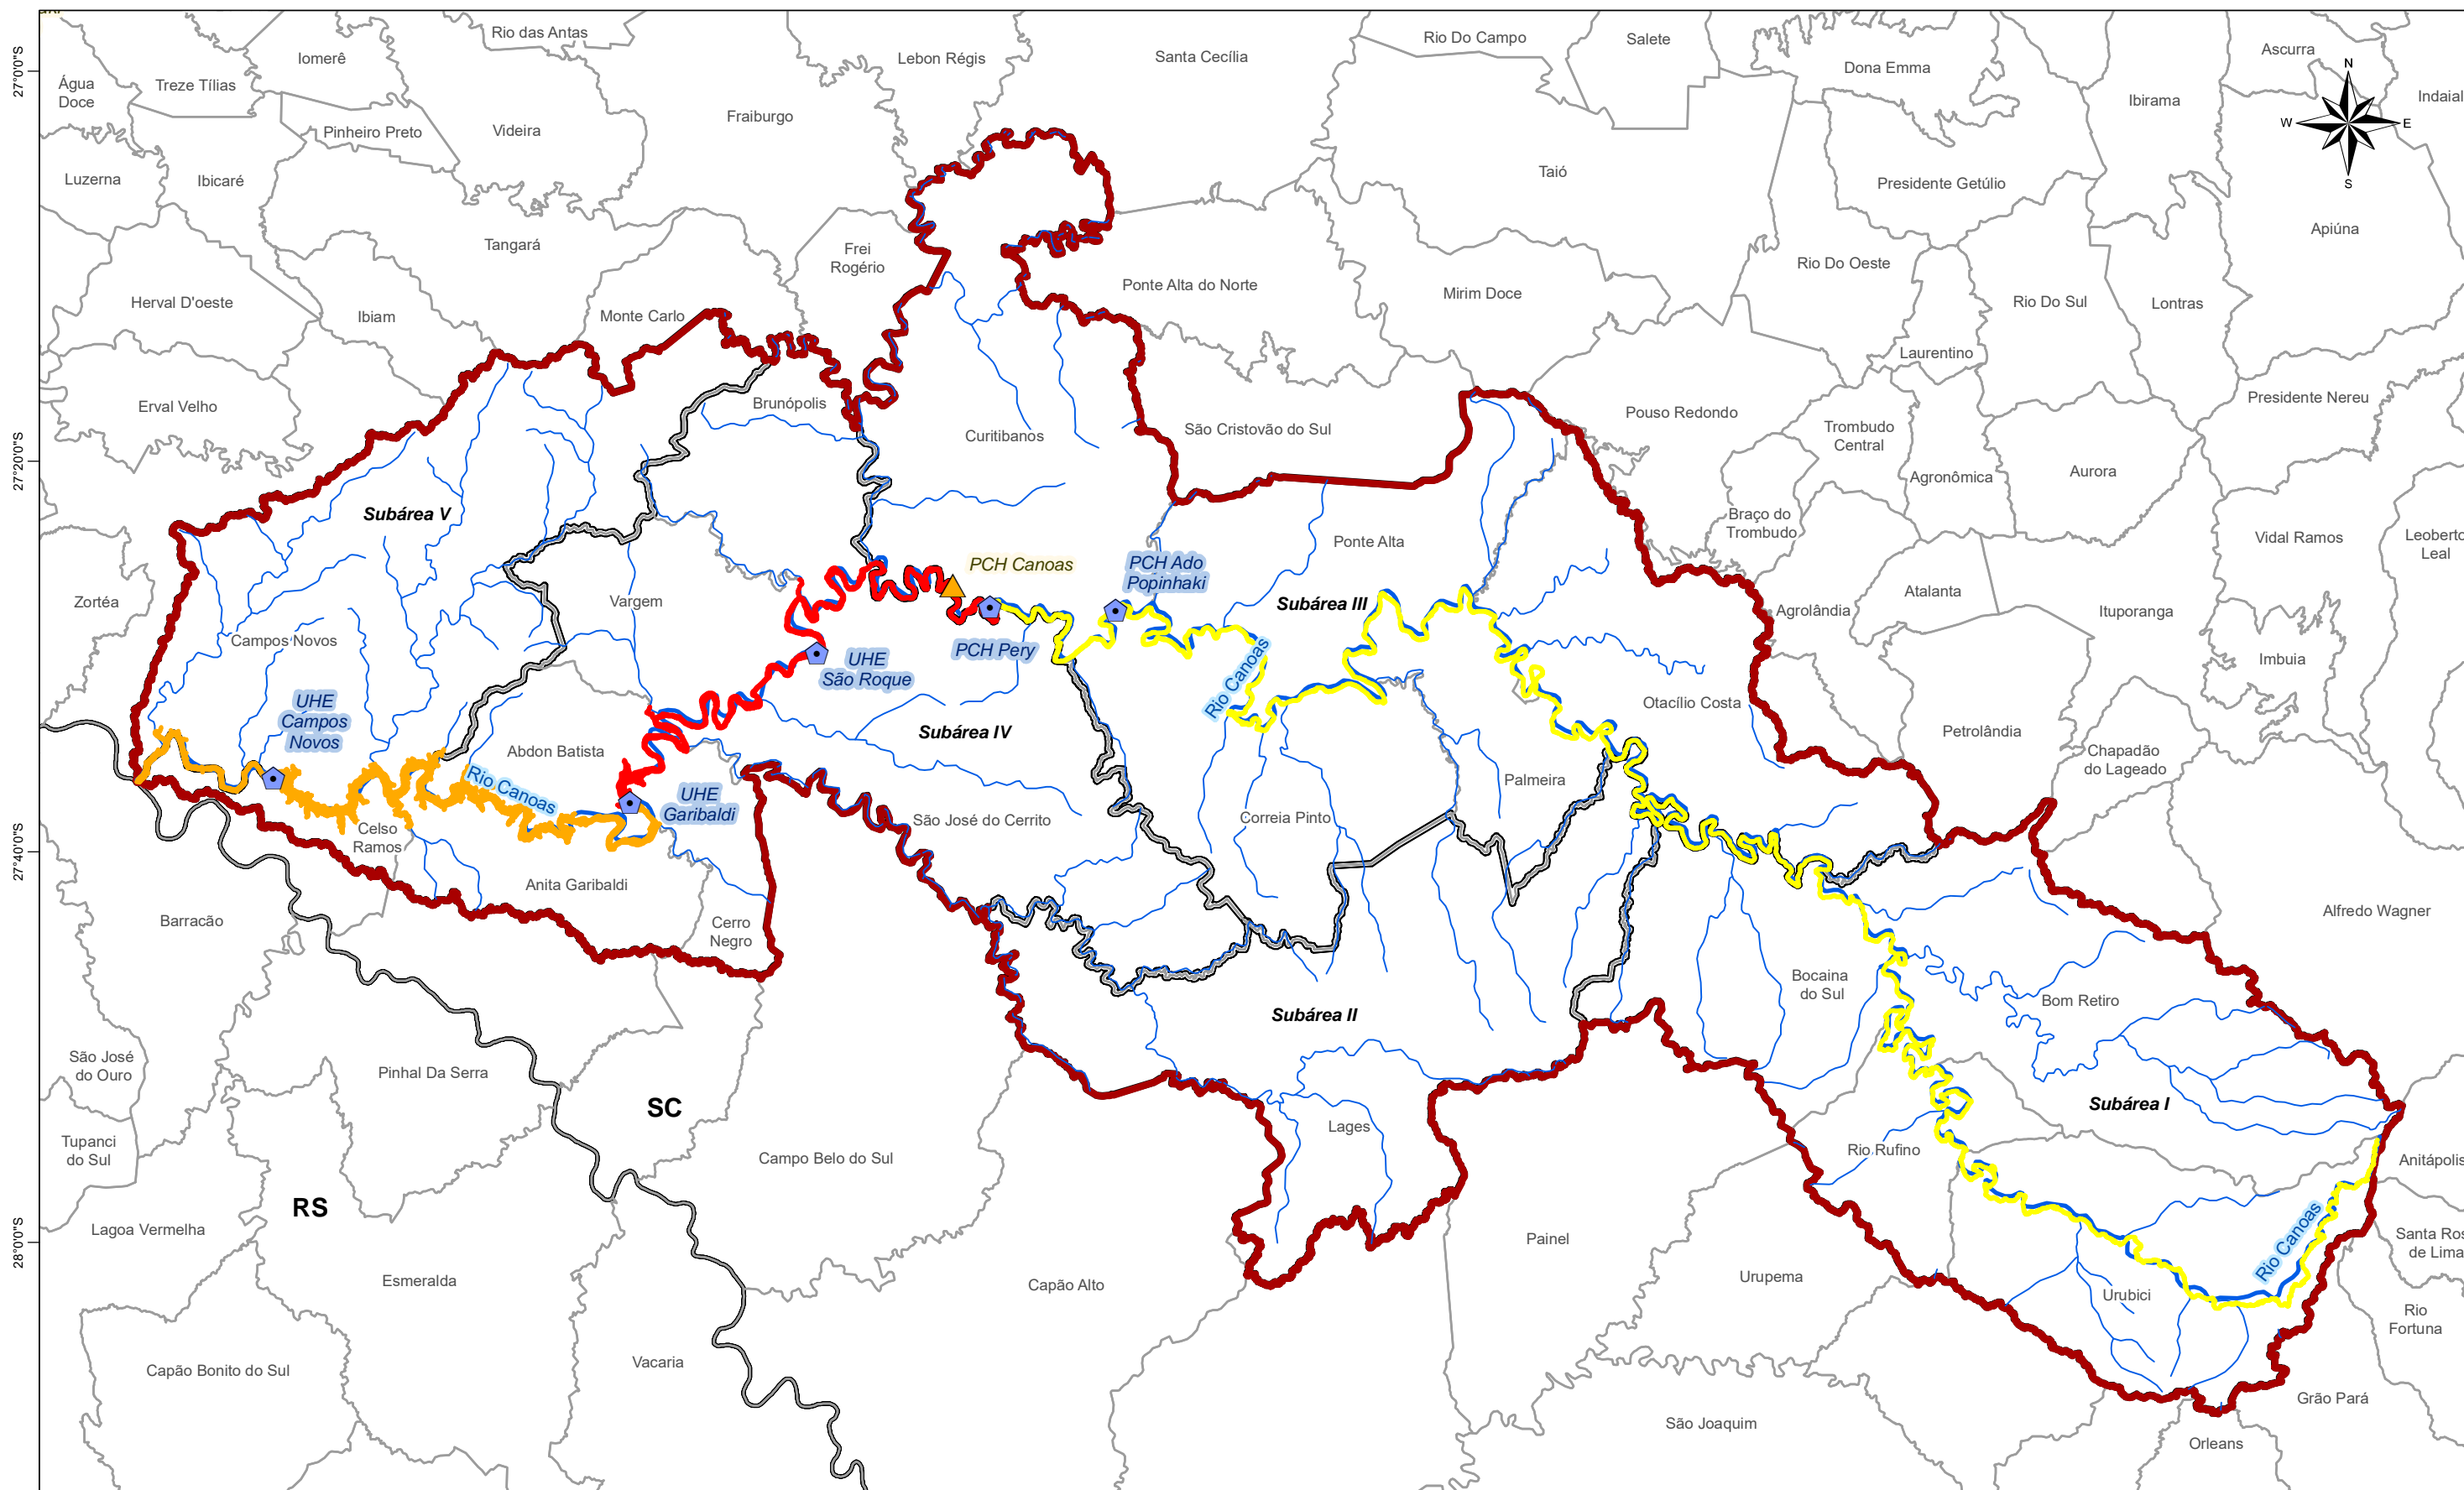 Rio das Antas
Iomerê
Lebon Régis
Santa Cecília
Rio Do Campo
Salete
Dona Emma
Ascurra
N
W
E
S
Indaial
27°0'0"S
Água
Doce
Treze Tílias
Pinheiro Preto
Videira
Fraiburgo
Ibirama
Luzerna
Ibicaré
Taió
Presidente Getúlio
Apiúna
Tangará
Frei
Rogério
Ponte Alta do Norte
Mirim Doce
Rio Do Oeste
Rio Do Sul
Lontras
Herval D'oeste
Ibiam
Monte Carlo
Laurentino
Erval Velho
Brunópolis
Curitibanos
São Cristovão do Sul
Pouso Redondo
Trombudo
Central
Presidente Nereu
27°20'0"S
Agronômica
Aurora
Subárea V
Braço do
Trombudo
Ponte Alta
Vidal Ramos
Leoberto
Leal
PCH Canoas
PCH Ado
Popinhaki
Zortéa
Vargem
Subárea III
Agrolândia
Atalanta
Ituporanga
Campos Novos
PCH Pery
UHE
São Roque
Rio Canoas
Imbuia
UHE
Campos
Novos
Subárea IV
Otacílio Costa
Petrolândia
Chapadão
do Lageado
Abdon Batista
Rio Canoas
UHE
Garibaldi
Palmeira
Celso
Ramos
São José do Cerrito
Correia Pinto
27°40'0"S
Anita Garibaldi
Barracão
Cerro
Negro
Alfredo Wagner
Bocaina
do Sul
Bom Retiro
Subárea II
São José
do Ouro
Pinhal Da Serra
SC
Subárea I
Tupanci
do Sul
Lages
Campo Belo do Sul
Rio Rufino
Anitápolis
RS
Lagoa Vermelha
Painel
Rio Canoas
Santa Ros
de Lima
28°0'0"S
Esmeralda
Capão Alto
Urupema
Urubici
Rio
Fortuna
Capão Bonito do Sul
Vacaria
São Joaquim
Grão Pará
Orleans